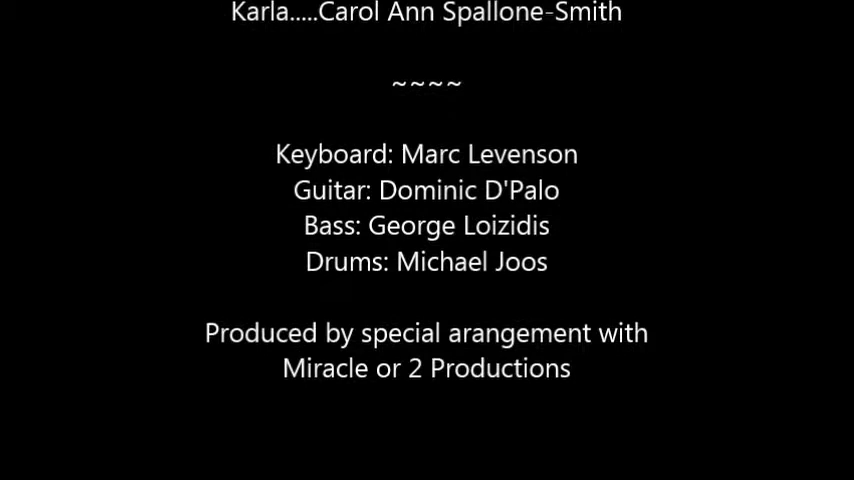 Karla.....Carol Ann Spallone-Smith
~~~~
Keyboard: Marc Levenson
Guitar: Dominic D'Palo
Bass: George Loizidis
Drums: Michael Joos
Produced by special arangement with
Miracle or 2 Productions